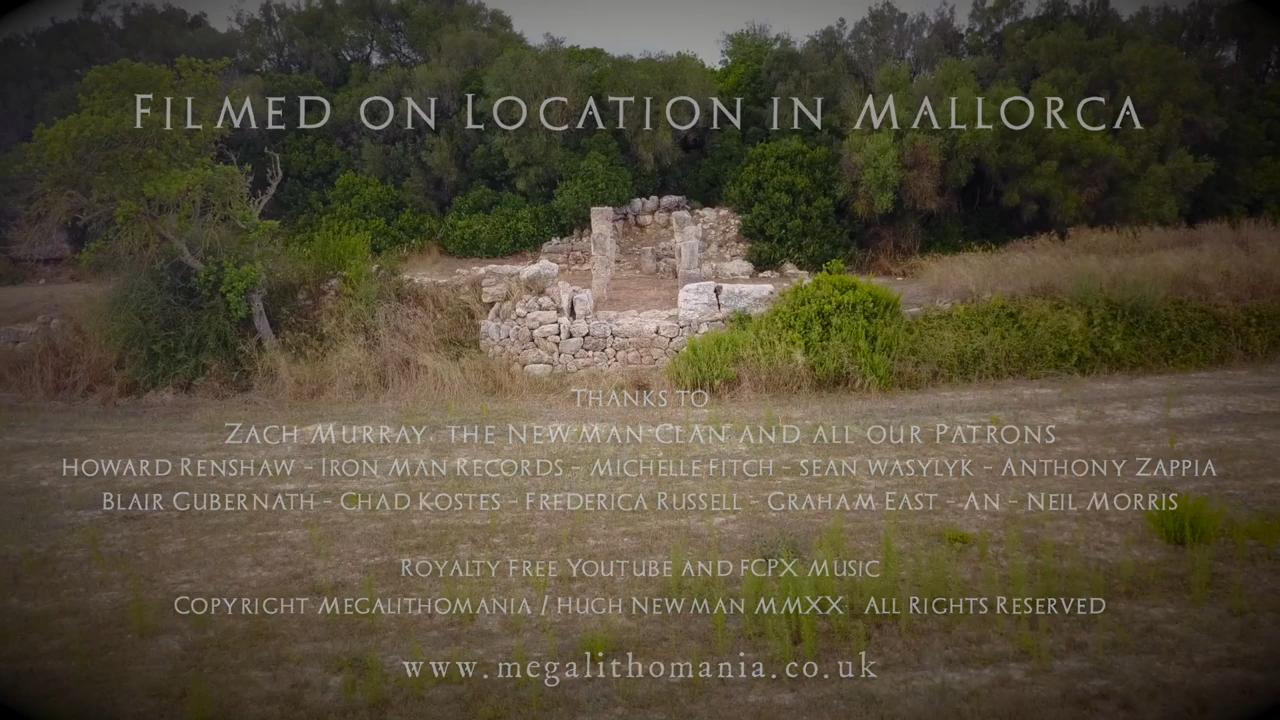 Filmed on Location in Mallorca
Thanks to
Zach Murray, the Newman Clan and all our Patrons
Howard Renshaw - Iron Man Records - Michelle Fitch - Sean Wasylyk - Anthony Zappia
Blair Gubernath - Chad Kostes - Frederica Russell - Graham East - An - Neil Morris
Royalty Free Youtube and FCPX Music
Copyright Megalithomania / Hugh Newman MMXX All Rights Reserved
www.megalithomania.co.uk